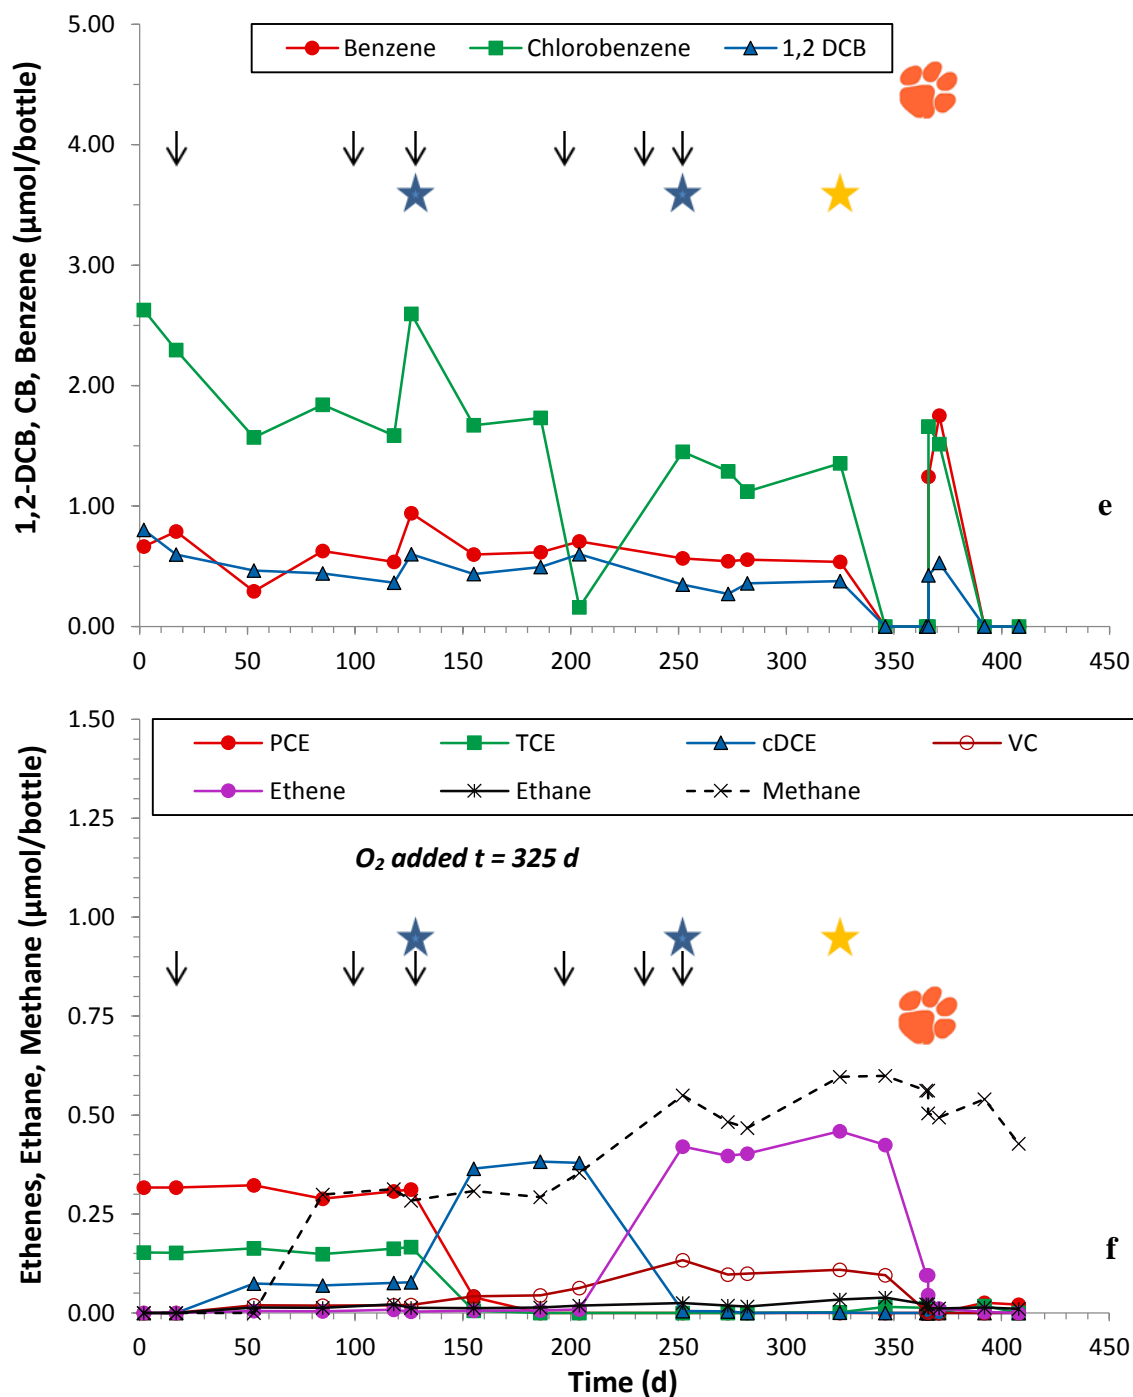 5.00
Benzene Chlorobenzene 1,2 DCB
4.00
3.00
2.00
1.00
0.00
0 50 100 150 200 250 300 350 400 450
1,2-DCB, CB, Benzene (µmol/bottle)
e
1.50
PCE TCE cDCE VC
Ethene Ethane Methane
1.25
O₂ added t = 325 d
1.00
0.75
0.50
0.25
0.00
0 50 100 150 200 250 300 350 400 450
Ethenes, Ethane, Methane (µmol/bottle)
f
Time (d)